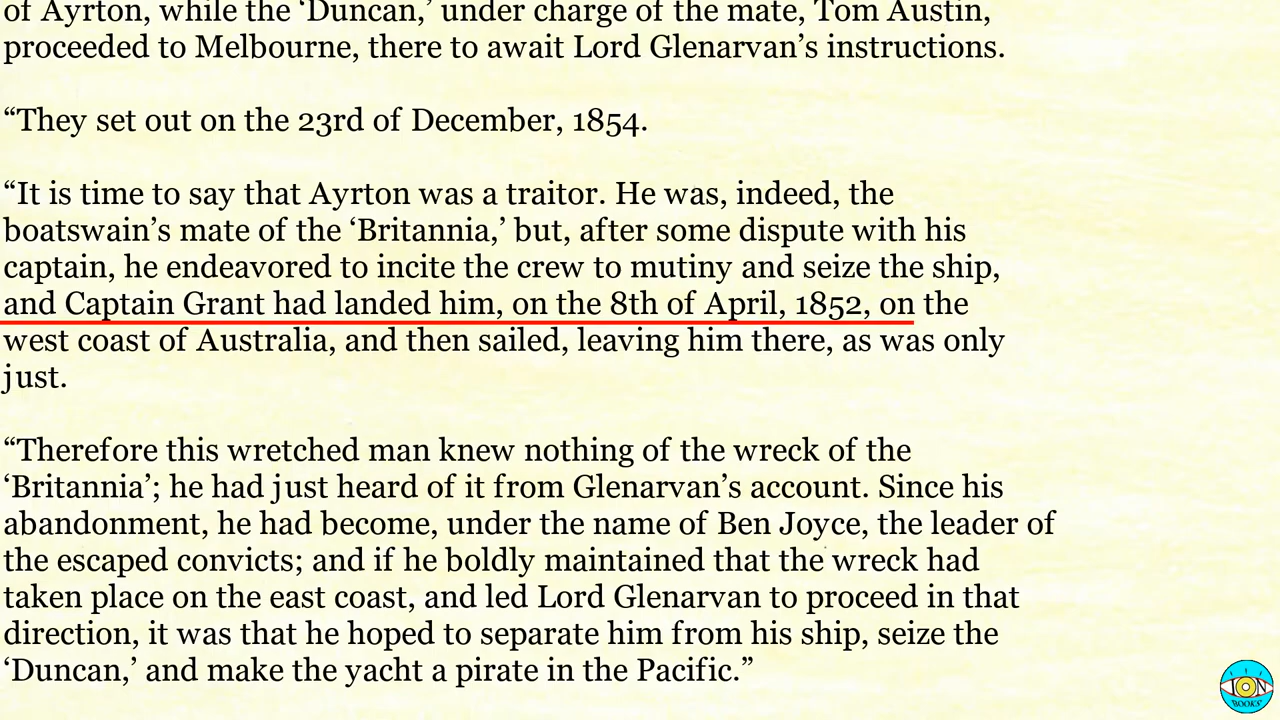 of Ayrton, while the ‘Duncan,’ under charge of the mate, Tom Austin,
proceeded to Melbourne, there to await Lord Glenarvan’s instructions.
“They set out on the 23rd of December, 1854.
“It is time to say that Ayrton was a traitor. He was, indeed, the
boatswain’s mate of the ‘Britannia,’ but, after some dispute with his
captain, he endeavored to incite the crew to mutiny and seize the ship,
and Captain Grant had landed him, on the 8th of April, 1852, on the
west coast of Australia, and then sailed, leaving him there, as was only
just.
“Therefore this wretched man knew nothing of the wreck of the
‘Britannia’; he had just heard of it from Glenarvan’s account. Since his
abandonment, he had become, under the name of Ben Joyce, the leader of
the escaped convicts; and if he boldly maintained that the wreck had
taken place on the east coast, and led Lord Glenarvan to proceed in that
direction, it was that he hoped to separate him from his ship, seize the
‘Duncan,’ and make the yacht a pirate in the Pacific.”
ION
BOOKS